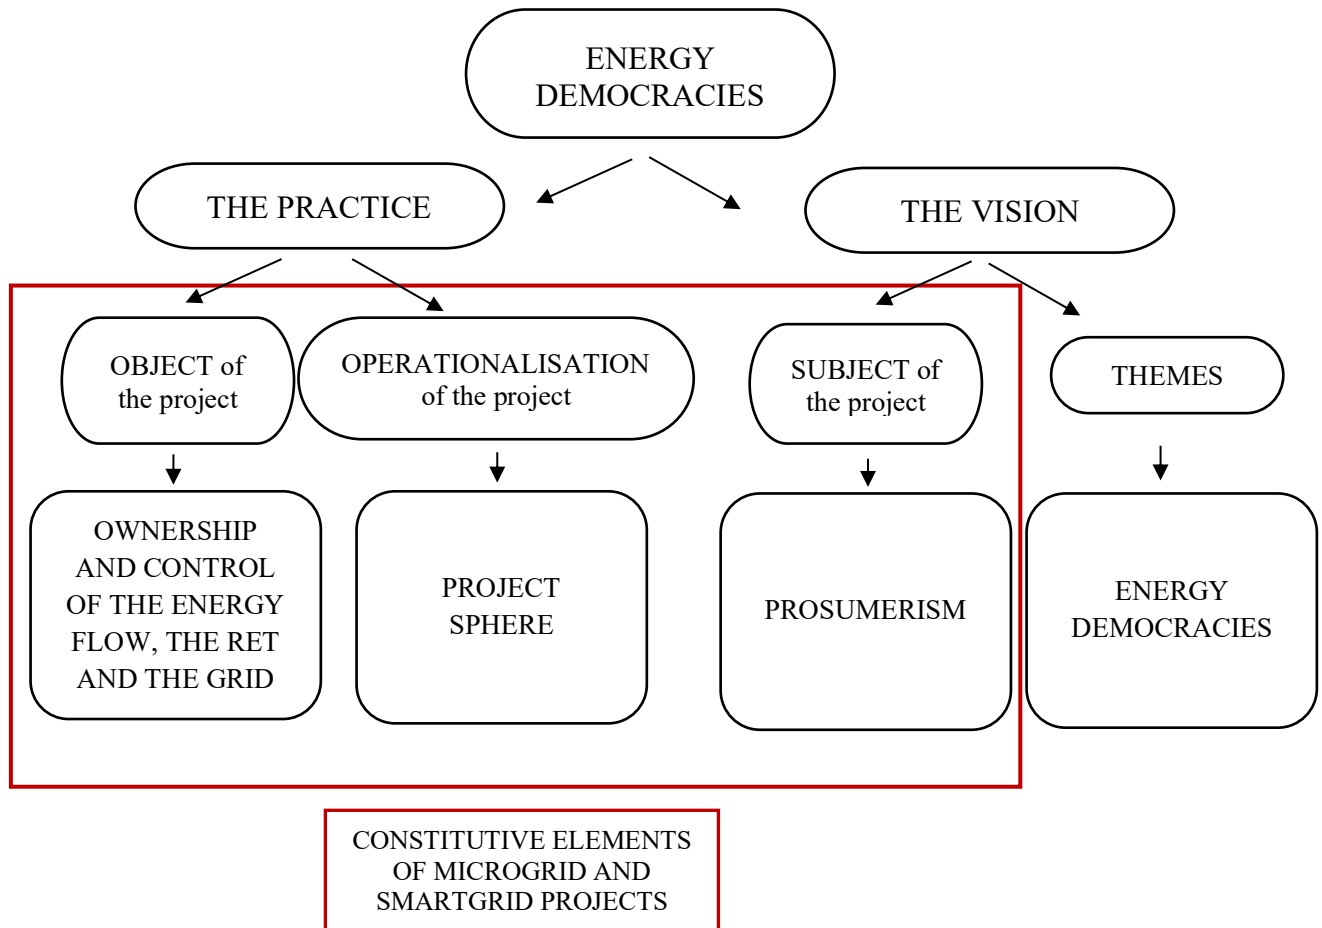 ENERGY
DEMOCRACIES
THE PRACTICE
THE VISION
OBJECT of
the project
OPERATIONALISATION
of the project
SUBJECT of
the project
THEMES
OWNERSHIP
AND CONTROL
OF THE ENERGY
FLOW, THE RET
AND THE GRID
PROJECT
SPHERE
PROSUMERISM
ENERGY
DEMOCRACIES
CONSTITUTIVE ELEMENTS
OF MICROGRID AND
SMARTGRID PROJECTS